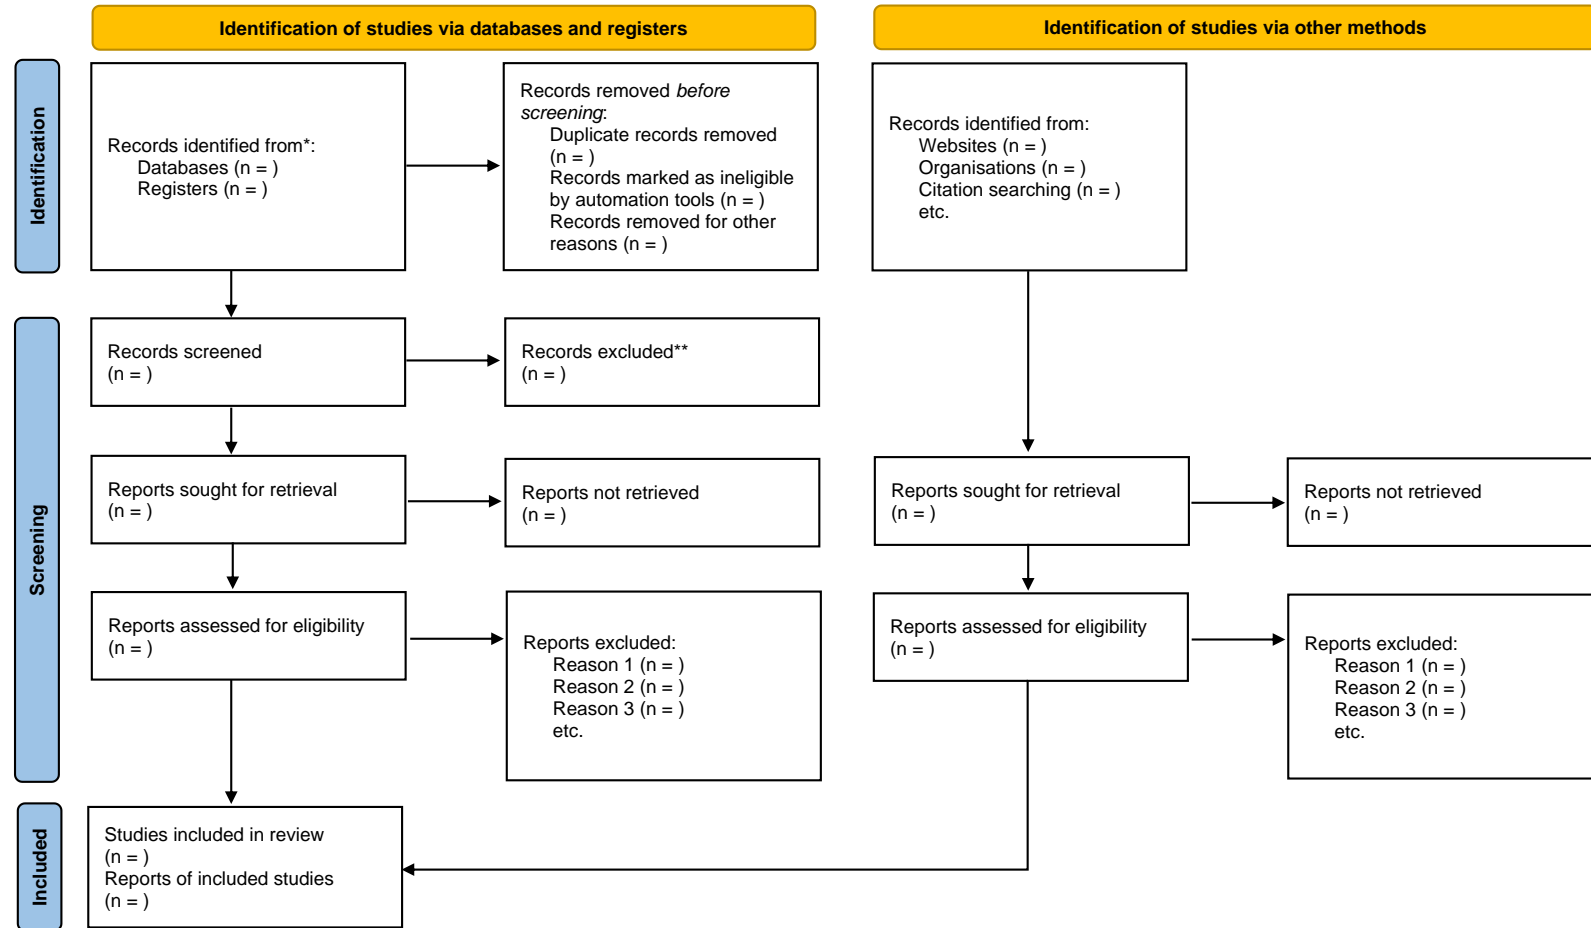 Identification of studies via databases and registers
Identification of studies via other methods
Identification
Records identified from*:
Databases (n = )
Registers (n = )
Records removed before
screening:
Duplicate records removed
(n = )
Records marked as ineligible
by automation tools (n = )
Records removed for other
reasons (n = )
Records identified from:
Websites (n = )
Organisations (n = )
Citation searching (n = )
etc.
Screening
Records screened
(n = )
Records excluded**
(n = )
Reports sought for retrieval
(n = )
Reports not retrieved
(n = )
Reports sought for retrieval
(n = )
Reports not retrieved
(n = )
Reports assessed for eligibility
(n = )
Reports excluded:
Reason 1 (n = )
Reason 2 (n = )
Reason 3 (n = )
etc.
Reports assessed for eligibility
(n = )
Reports excluded:
Reason 1 (n = )
Reason 2 (n = )
Reason 3 (n = )
etc.
Included
Studies included in review
(n = )
Reports of included studies
(n = )